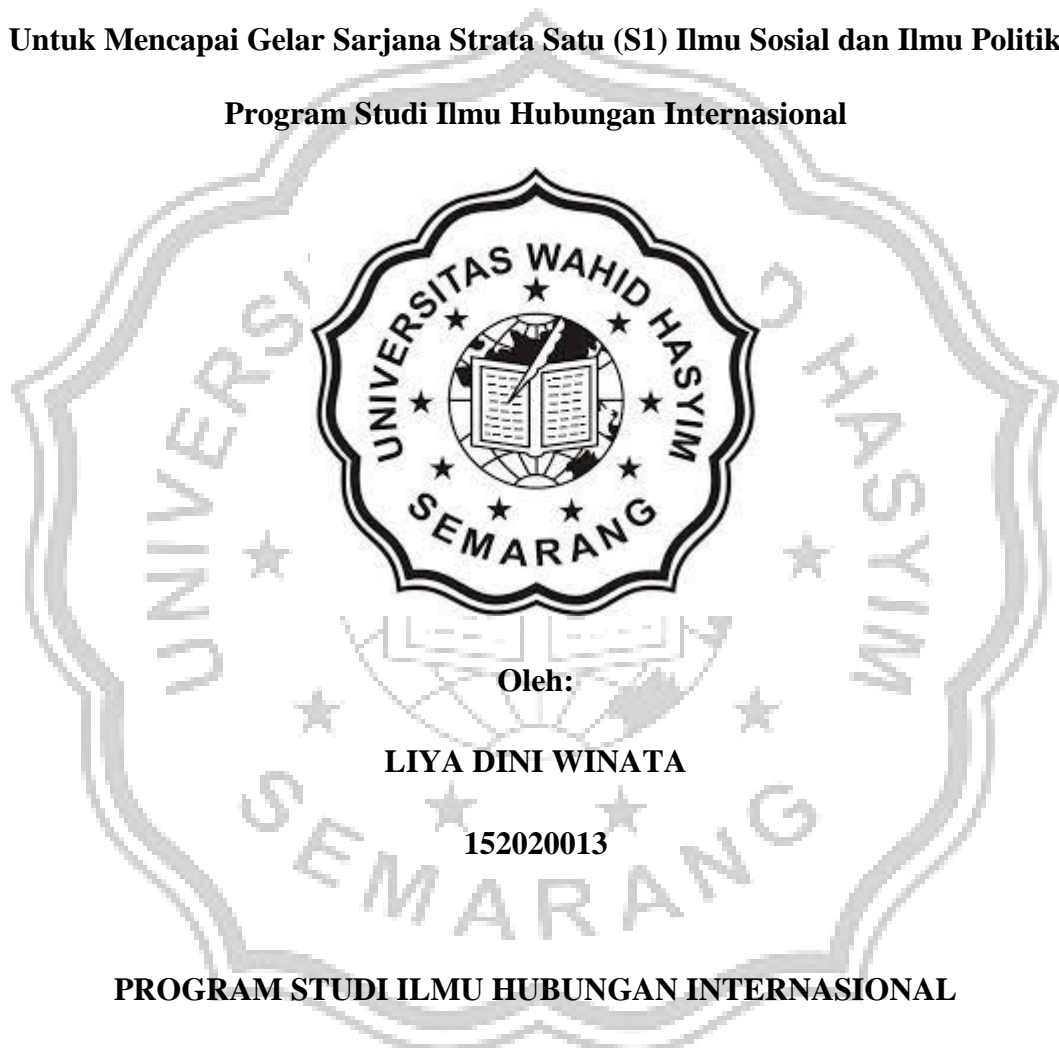 Untuk Mencapai Gelar Sarjana Strata Satu (S1) Ilmu Sosial dan Ilmu Politik
Program Studi Ilmu Hubungan Internasional
UNIVERSITAS WAHID HASYIM
SEMARANG
Oleh:
LIYA DINI WINATA
152020013
PROGRAM STUDI ILMU HUBUNGAN INTERNASIONAL